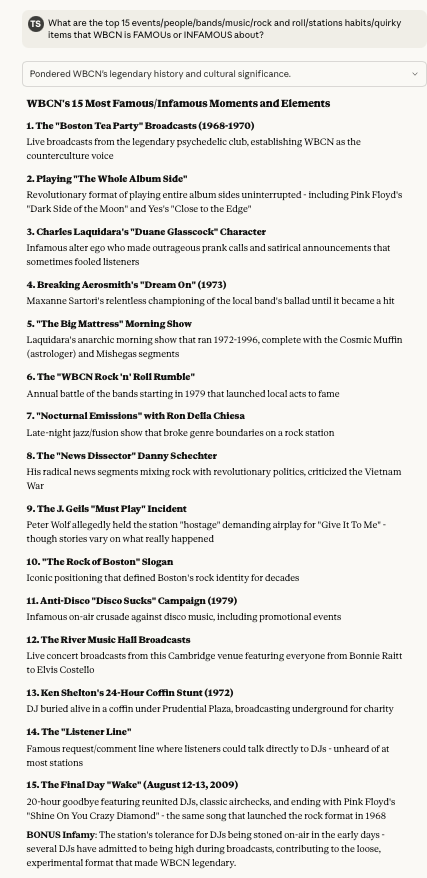 TS
What are the top 15 events/people/bands/music/rock and roll/stations habits/quirky
items that WBCN is FAMOUs or INFAMOUS about?
Pondered WBCN's legendary history and cultural significance.
WBCN's 15 Most Famous/Infamous Moments and Elements
1. The "Boston Tea Party" Broadcasts (1968-1970)
Live broadcasts from the legendary psychedelic club, establishing WBCN as the
counterculture voice
2. Playing "The Whole Album Side"
Revolutionary format of playing entire album sides uninterrupted - including Pink Floyd's
"Dark Side of the Moon" and Yes's "Close to the Edge"
3. Charles Laquidara's "Duane Glasscock" Character
Infamous alter ego who made outrageous prank calls and satirical announcements that
sometimes fooled listeners
4. Breaking Aerosmith's "Dream On" (1973)
Maxanne Sartori's relentless championing of the local band's ballad until it became a hit
5. "The Big Mattress" Morning Show
Laquidara's anarchic morning show that ran 1972-1996, complete with the Cosmic Muffin
(astrologer) and Mishegas segments
6. The "WBCN Rock 'n' Roll Rumble"
Annual battle of the bands starting in 1979 that launched local acts to fame
7. "Nocturnal Emissions" with Ron Della Chiesa
Late-night jazz/fusion show that broke genre boundaries on a rock station
8. The "News Dissector" Danny Schechter
His radical news segments mixing rock with revolutionary politics, criticized the Vietnam
War
9. The J. Geils "Must Play" Incident
Peter Wolf allegedly held the station "hostage" demanding airplay for "Give It To Me" -
though stories vary on what really happened
10. "The Rock of Boston" Slogan
Iconic positioning that defined Boston's rock identity for decades
11. Anti-Disco "Disco Sucks" Campaign (1979)
Infamous on-air crusade against disco music, including promotional events
12. The River Music Hall Broadcasts
Live concert broadcasts from this Cambridge venue featuring everyone from Bonnie Raitt
to Elvis Costello
13. Ken Shelton's 24-Hour Coffin Stunt (1972)
DJ buried alive in a coffin under Prudential Plaza, broadcasting underground for charity
14. The "Listener Line"
Famous request/comment line where listeners could talk directly to DJs - unheard of at
most stations
15. The Final Day "Wake" (August 12-13, 2009)
20-hour goodbye featuring reunited DJs, classic airchecks, and ending with Pink Floyd's
"Shine On You Crazy Diamond" - the same song that launched the rock format in 1968
BONUS Infamy: The station's tolerance for DJs being stoned on-air in the early days -
several DJs have admitted to being high during broadcasts, contributing to the loose,
experimental format that made WBCN legendary.